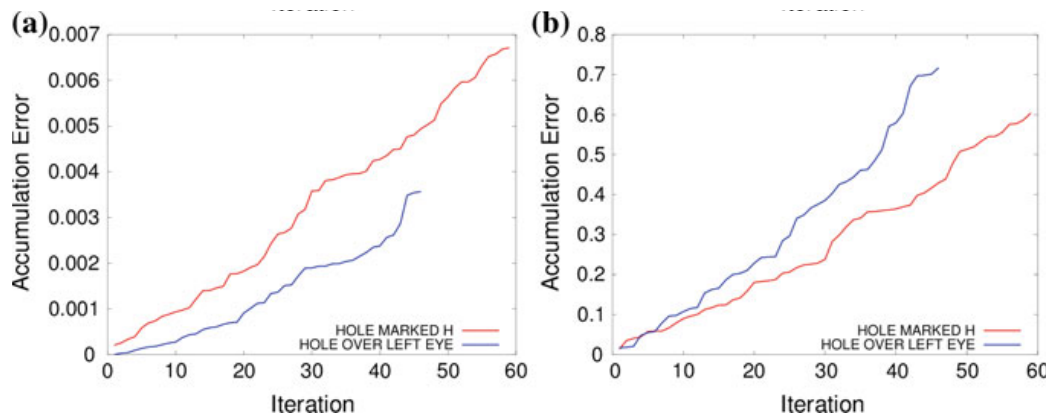 (a)
0.007
0.006
0.005
0.004
0.003
0.002
0.001
0
Accumulation Error
HOLE MARKED H
HOLE OVER LEFT EYE
0 10 20 30 40 50 60
Iteration
(b)
0.8
0.7
0.6
0.5
0.4
0.3
0.2
0.1
0
Accumulation Error
HOLE MARKED H
HOLE OVER LEFT EYE
0 10 20 30 40 50 60
Iteration